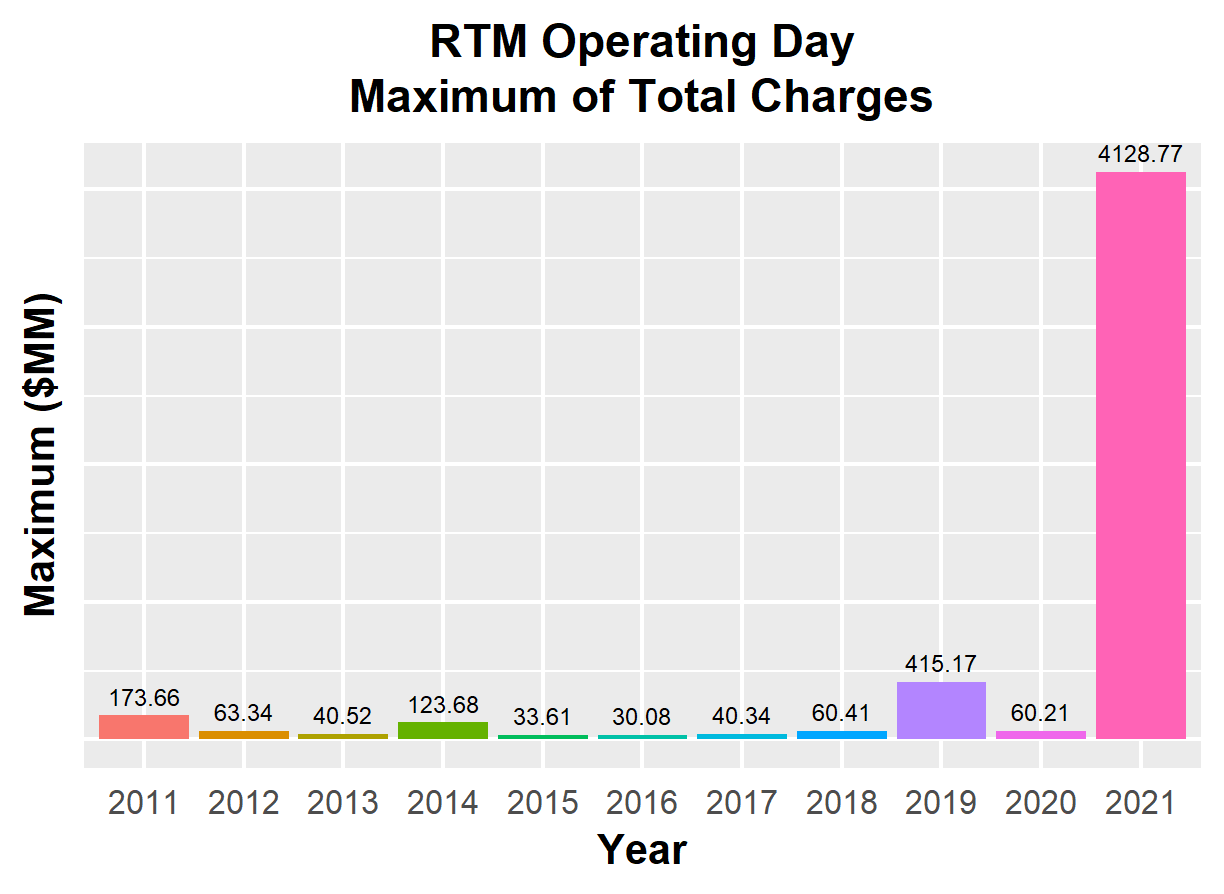 RTM Operating Day
Maximum of Total Charges
Maximum ($MM)
4128.77
415.17
173.66
123.68
63.34
40.52
33.61
30.08
40.34
60.41
60.21
2011 2012 2013 2014 2015 2016 2017 2018 2019 2020 2021
Year